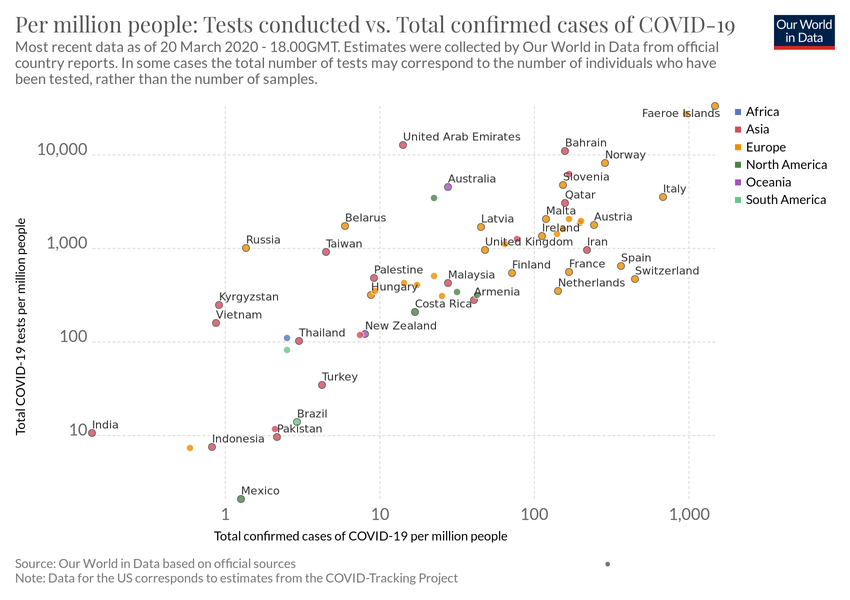 Per million people: Tests conducted vs. Total confirmed cases of COVID-19
Our World
in Data
Most recent data as of 20 March 2020 - 18.00GMT. Estimates were collected by Our World in Data from official
country reports. In some cases the total number of tests may correspond to the number of individuals who have
been tested, rather than the number of samples.
Africa
Asia
Europe
North America
Oceania
South America
Total COVID-19 tests per million people
10,000
1,000
100
10
Faeroe Islands
United Arab Emirates
Bahrain
Norway
Slovenia
Australia
Italy
Qatar
Malta
Belarus
Latvia
Austria
Ireland
Russia
Taiwan
United Kingdom
Iran
Spain
Finland
France
Switzerland
Palestine
Malaysia
Hungary
Netherlands
Armenia
Kyrgyzstan
Costa Rica
Vietnam
New Zealand
Thailand
Turkey
Brazil
India
Pakistan
Indonesia
Mexico
1
10
100
1,000
Total confirmed cases of COVID-19 per million people
Source: Our World in Data based on official sources
Note: Data for the US corresponds to estimates from the COVID-Tracking Project